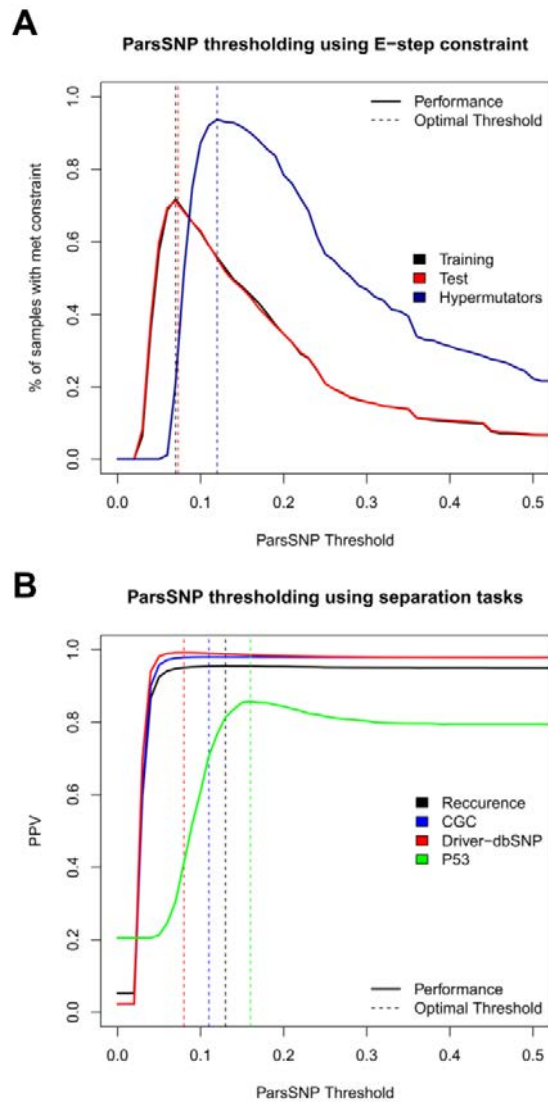 A
ParsSNP thresholding using E-step constraint
% of samples with met constraint
1.0
0.8
0.6
0.4
0.2
0.0
Performance
Optimal Threshold
Training
Test
Hypermutators
0.0 0.1 0.2 0.3 0.4 0.5
ParsSNP Threshold
B
ParsSNP thresholding using separation tasks
PPV
1.0
0.8
0.6
0.4
0.2
0.0
Reccurence
CGC
Driver-dbSNP
P53
Performance
Optimal Threshold
0.0 0.1 0.2 0.3 0.4 0.5
ParsSNP Threshold